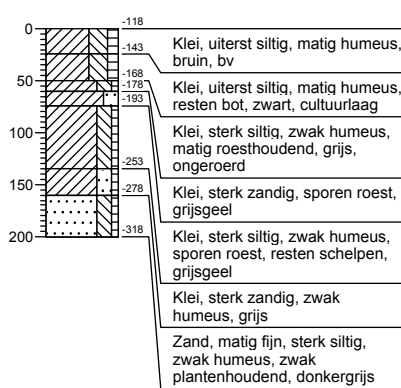 0
50
100
150
200
-118
-143
-168
-178
-193
-253
-278
-318
Klei, uiterst siltig, matig humeus,
bruin, bv
Klei, uiterst siltig, matig humeus,
resten bot, zwart, cultuurlaag
Klei, sterk siltig, zwak humeus,
matig roesthoudend, grijs,
ongeroerd
Klei, sterk zandig, sporen roest,
grijsgeel
Klei, sterk siltig, zwak humeus,
sporen roest, resten schelpen,
grijsgeel
Klei, sterk zandig, zwak
humeus, grijs
Zand, matig fijn, sterk siltig,
zwak humeus, zwak
plantenhoudend, donkergrijs